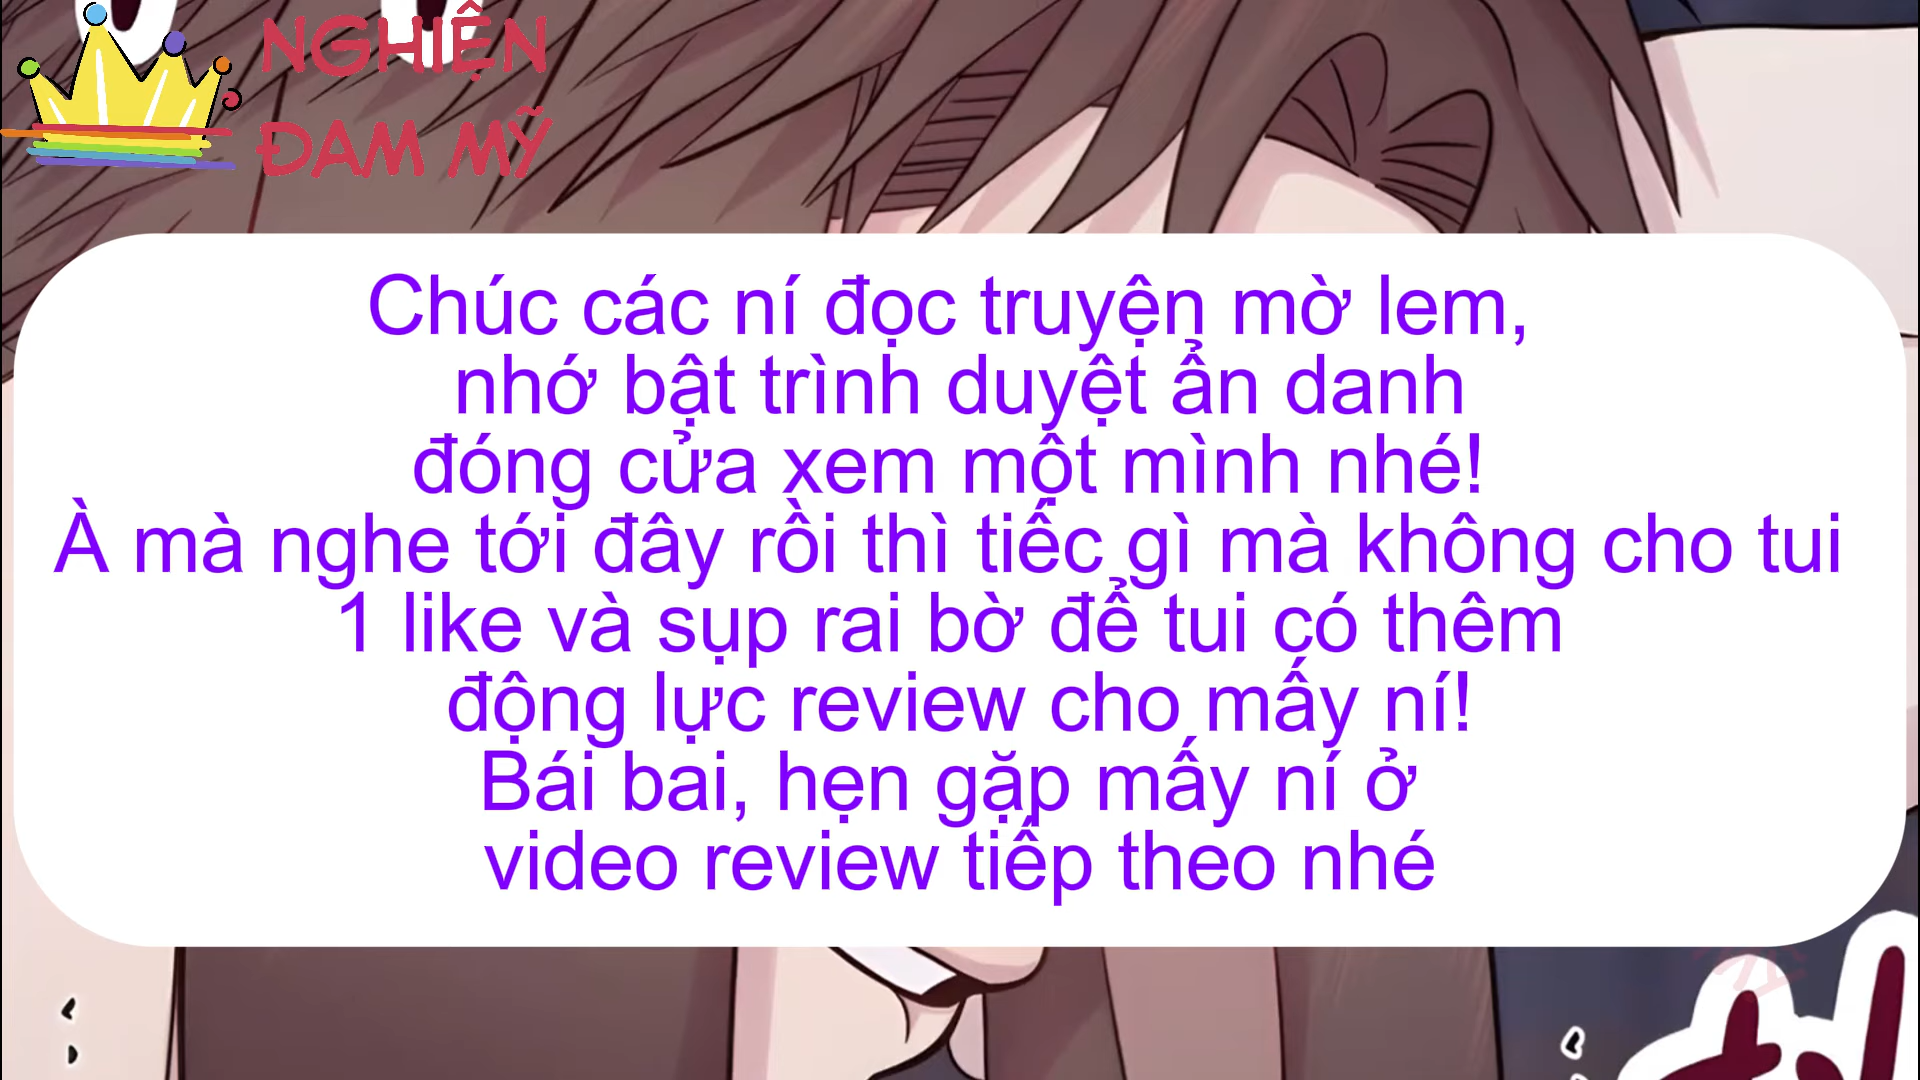 NGHIỆN
ĐAM MỸ
Chúc các ní đọc truyện mờ lem,
nhớ bật trình duyệt ẩn danh
đóng cửa xem một mình nhé!
À mà nghe tới đây rồi thì tiếc gì mà không cho tui
1 like và sụp rai bờ để tui có thêm
động lực review cho mấy ní!
Bái bai, hẹn gặp mấy ní ở
video review tiếp theo nhé